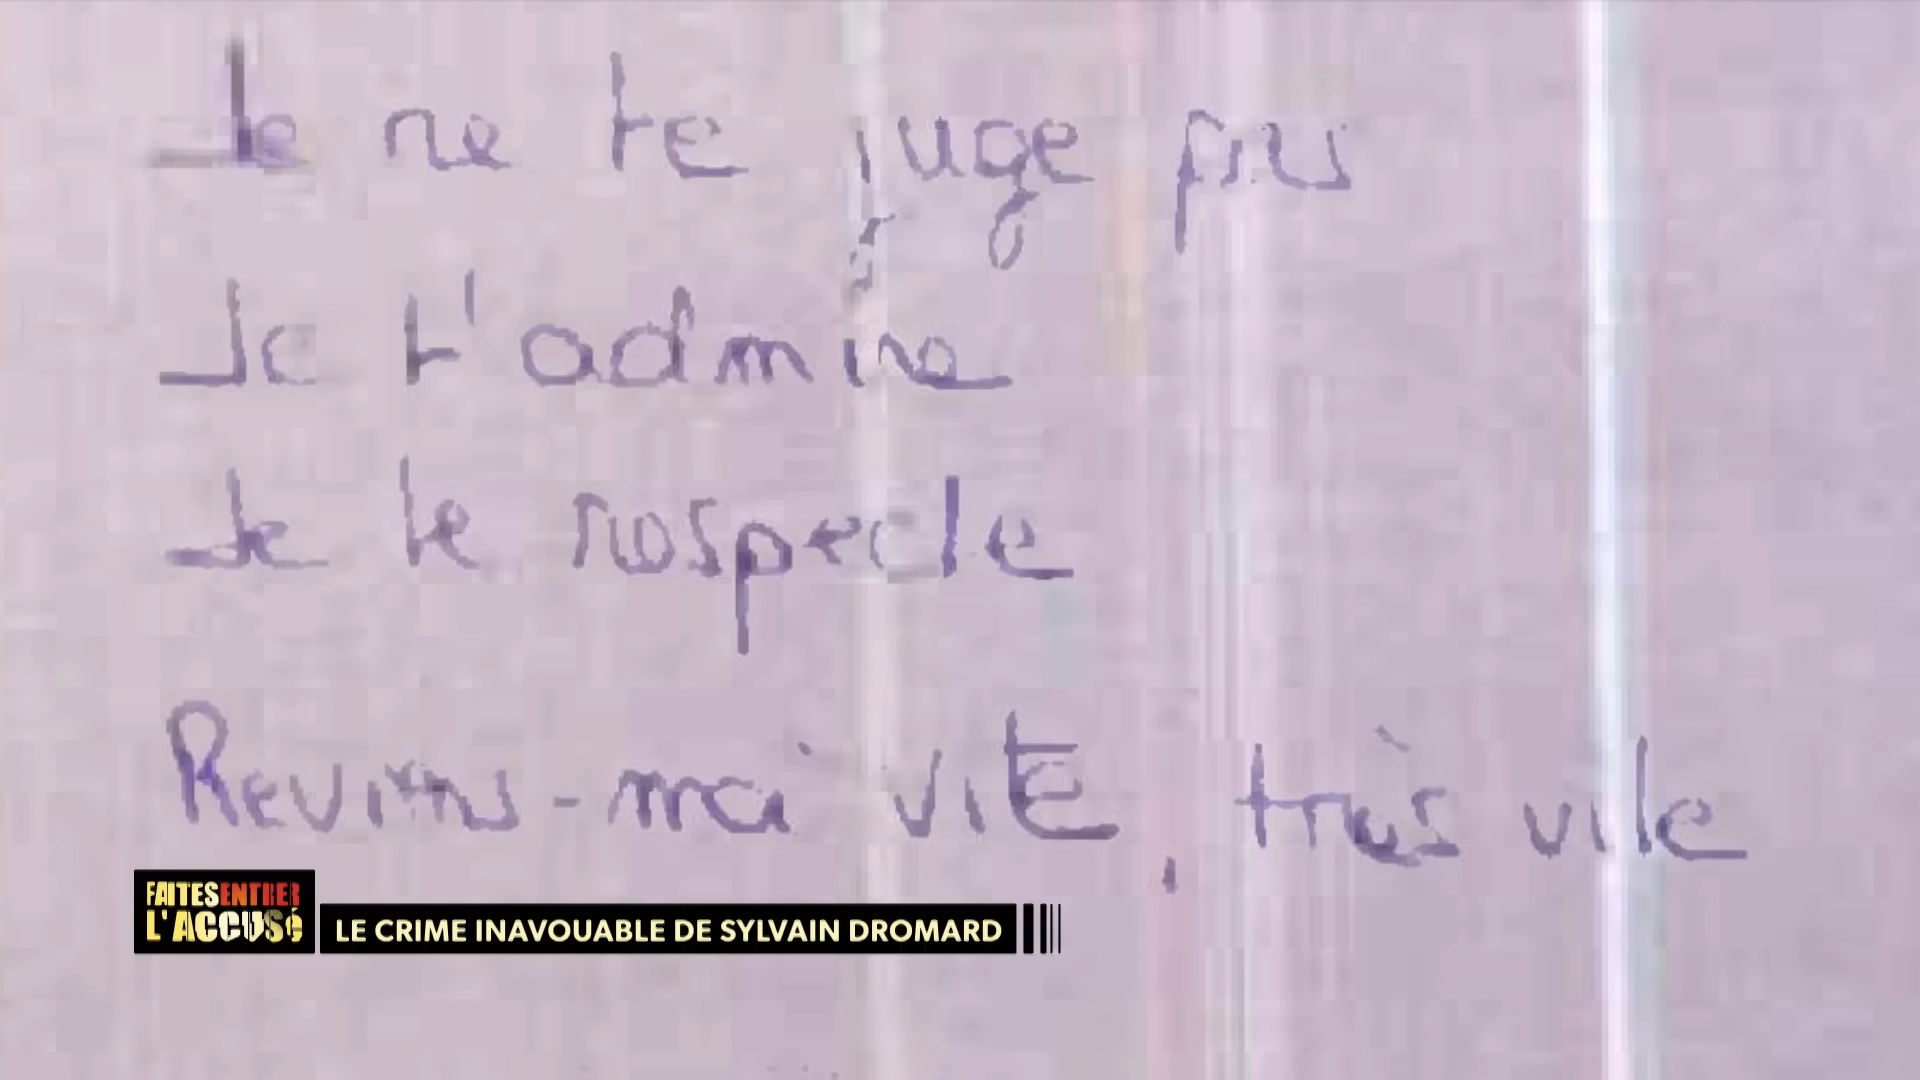 Je ne te juge pas
Je t'admire
Je te respecte
Reviens-moi vite, très vite
FAITES ENTRER
L'ACCUSÉ
LE CRIME INAVOUABLE DE SYLVAIN DROMARD